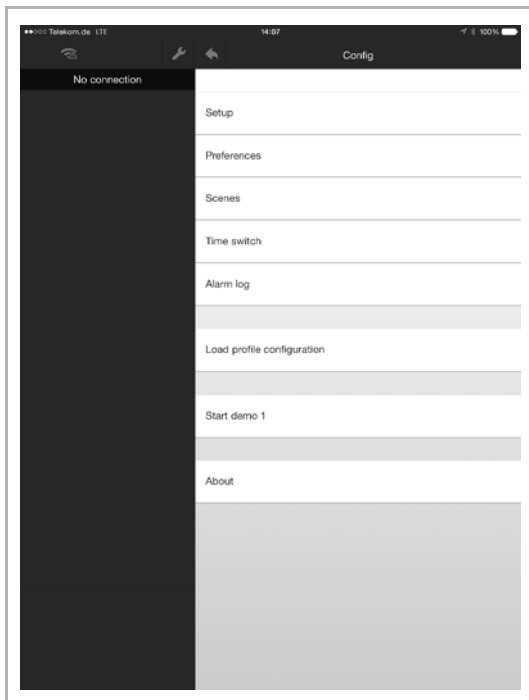 Telekom.de LTE 14:07 100%
Config
No connection
Setup
Preferences
Scenes
Time switch
Alarm log
Load profile configuration
Start demo 1
About